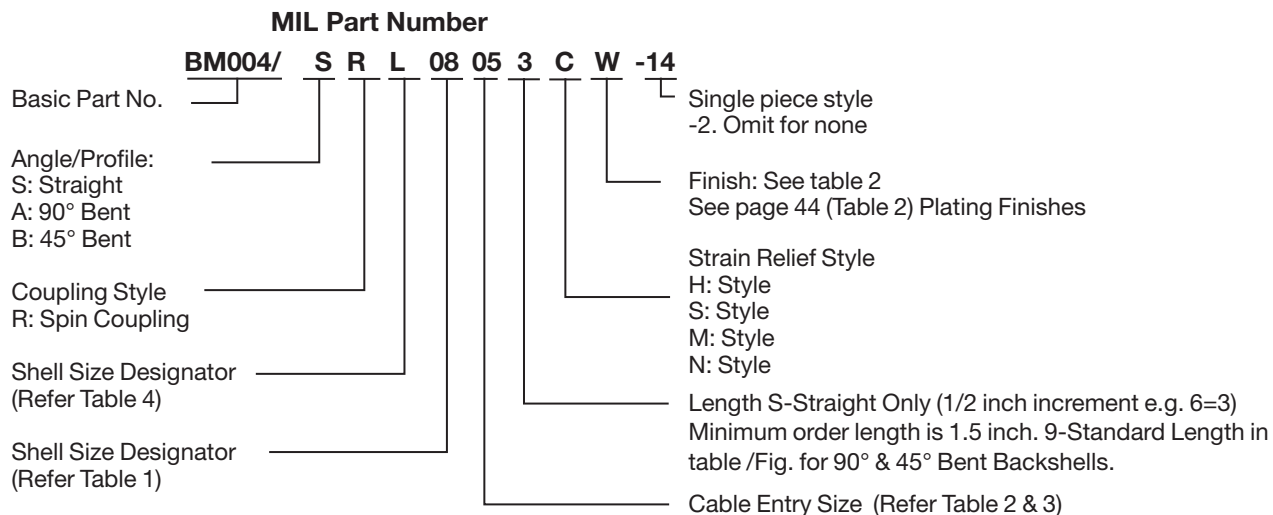 MIL Part Number
BM004/ S R L 08 05 3 C W -14
Basic Part No.
Angle/Profile:
S: Straight
A: 90° Bent
B: 45° Bent
Coupling Style
R: Spin Coupling
Shell Size Designator
(Refer Table 4)
Shell Size Designator
(Refer Table 1)
Single piece style
-2. Omit for none
Finish: See table 2
See page 44 (Table 2) Plating Finishes
Strain Relief Style
H: Style
S: Style
M: Style
N: Style
Length S-Straight Only (1/2 inch increment e.g. 6=3)
Minimum order length is 1.5 inch. 9-Standard Length in
table /Fig. for 90° & 45° Bent Backshells.
Cable Entry Size (Refer Table 2 & 3)